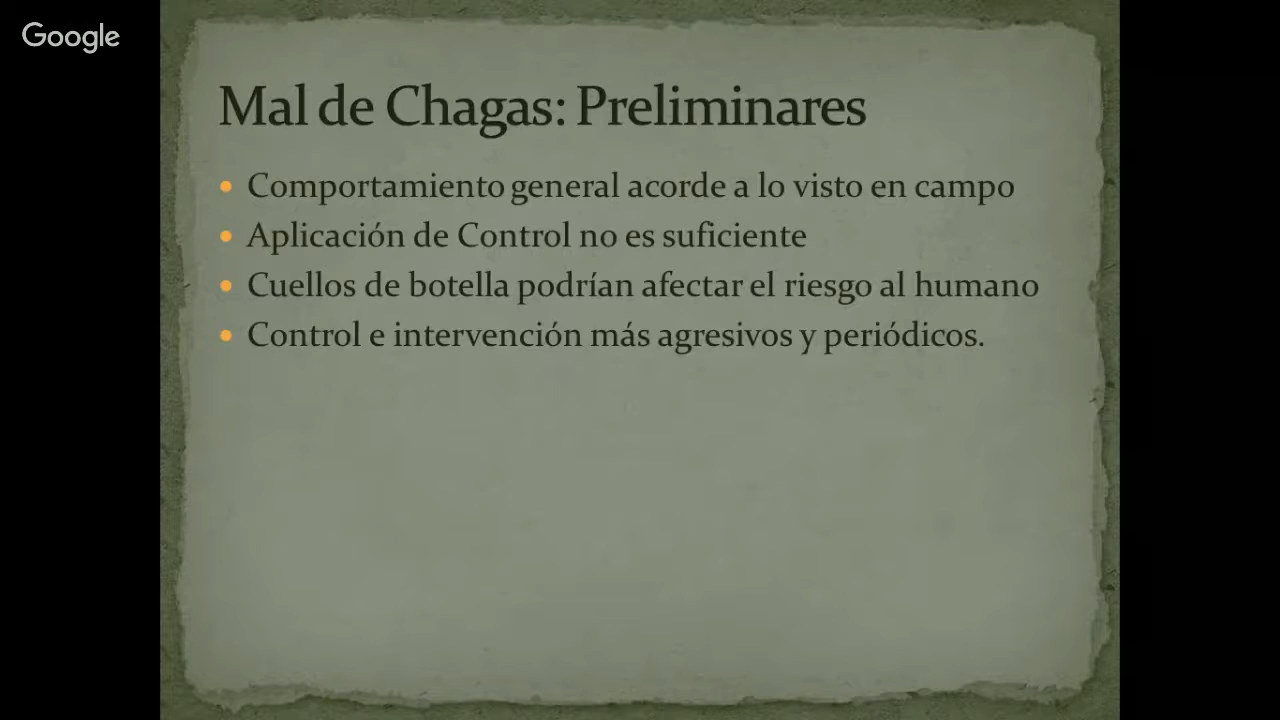 Google
Mal de Chagas: Preliminares
Comportamiento general acorde a lo visto en campo
Aplicación de Control no es suficiente
Cuellos de botella podrían afectar el riesgo al humano
Control e intervención más agresivos y periódicos.